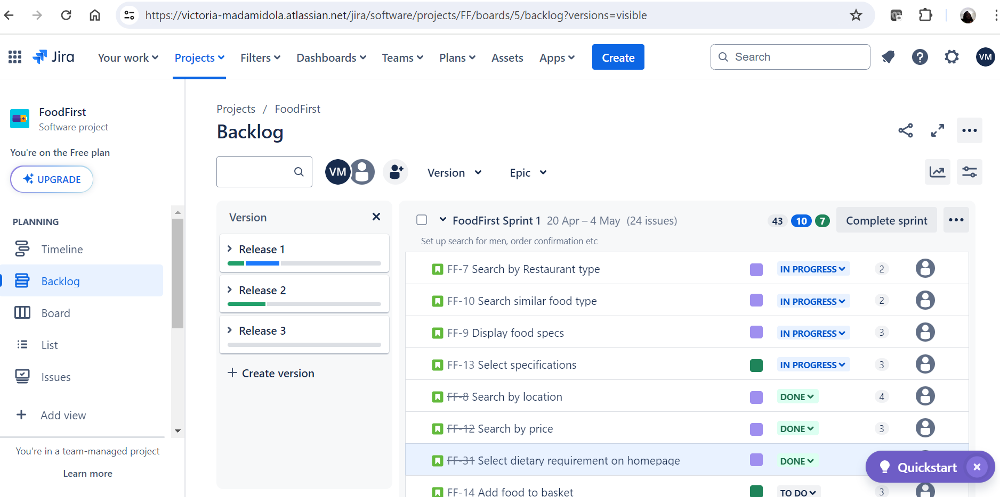 https://victoria-madamidola.atlassian.net/jira/software/projects/FF/boards/5/backlog?versions=visible
Jira
Your work
Projects
Filters
Dashboards
Teams
Plans
Assets
Apps
Create
Search
VM
FoodFirst
Software project
You're on the Free plan
UPGRADE
PLANNING
Timeline
Backlog
Board
List
Issues
Add view
You're in a team-managed project
Learn more
Projects / FoodFirst
Backlog
VM
Version
Epic
Version
Release 1
Release 2
Release 3
Create version
FoodFirst Sprint 1 20 Apr – 4 May (24 issues)
43 10 7
Complete sprint
Set up search for men, order confirmation etc
FF-7 Search by Restaurant type IN PROGRESS 2
FF-10 Search similar food type IN PROGRESS 2
FF-9 Display food specs IN PROGRESS 3
FF-13 Select specifications IN PROGRESS 3
FF-8 Search by location DONE 4
FF-12 Search by price DONE 3
FF-31 Select dietary requirement on homepage DONE
Quickstart
FF-14 Add food to basket TO DO 3